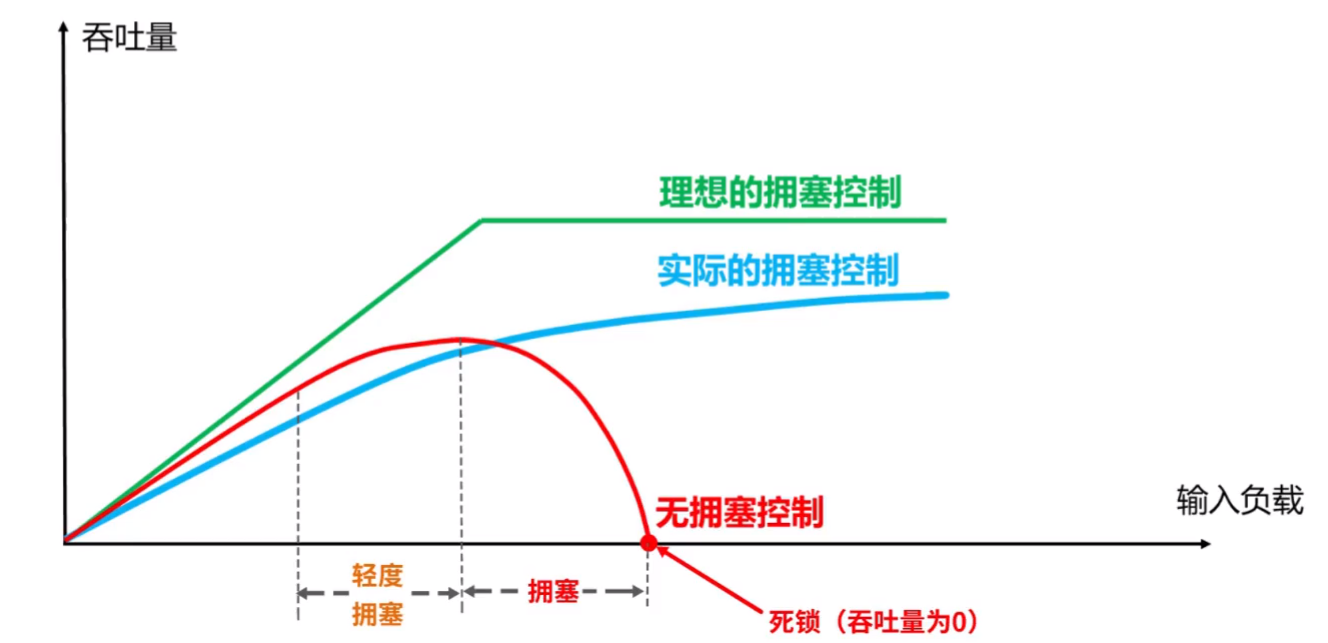 吞吐量
理想的拥塞控制
实际的拥塞控制
无拥塞控制
输入负载
轻度
拥塞
拥塞
死锁（吞吐量为0）